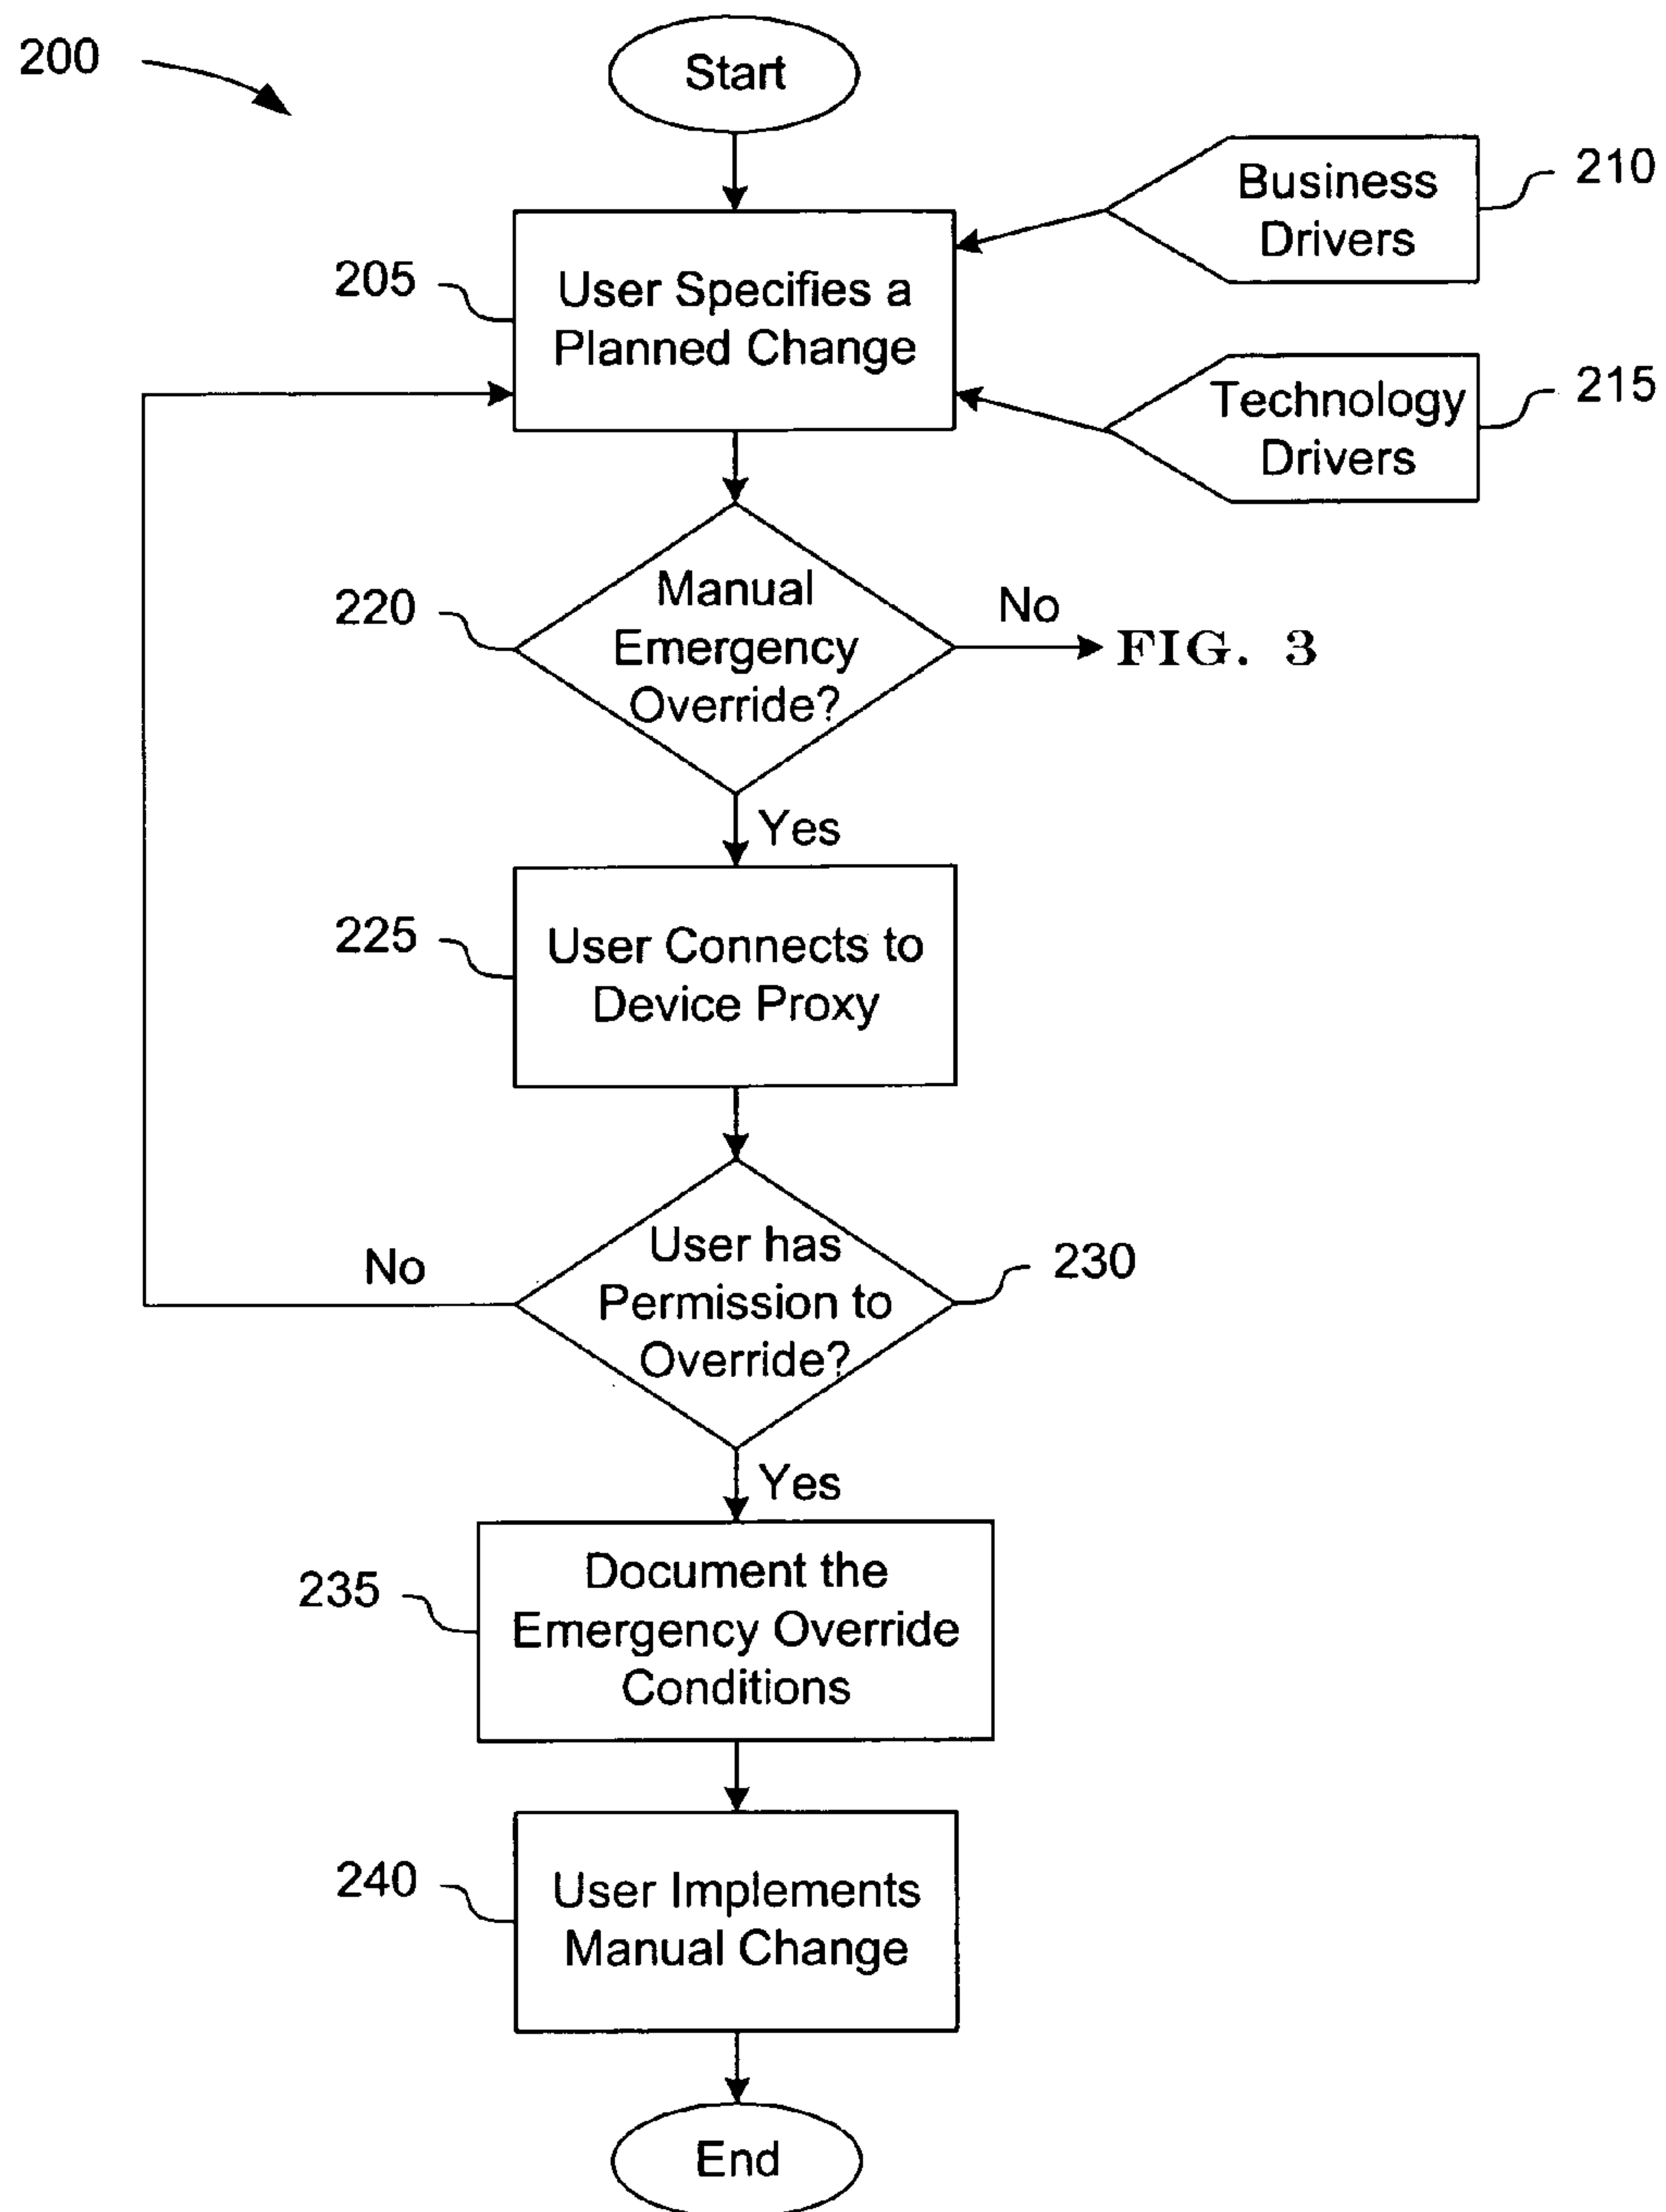 200
Start
Business
Drivers
210
205
User Specifies a
Planned Change
Technology
Drivers
215
220
Manual
Emergency
Override?
No
FIG. 3
Yes
225
User Connects to
Device Proxy
No
User has
Permission to
Override?
230
Yes
235
Document the
Emergency Override
Conditions
240
User Implements
Manual Change
End